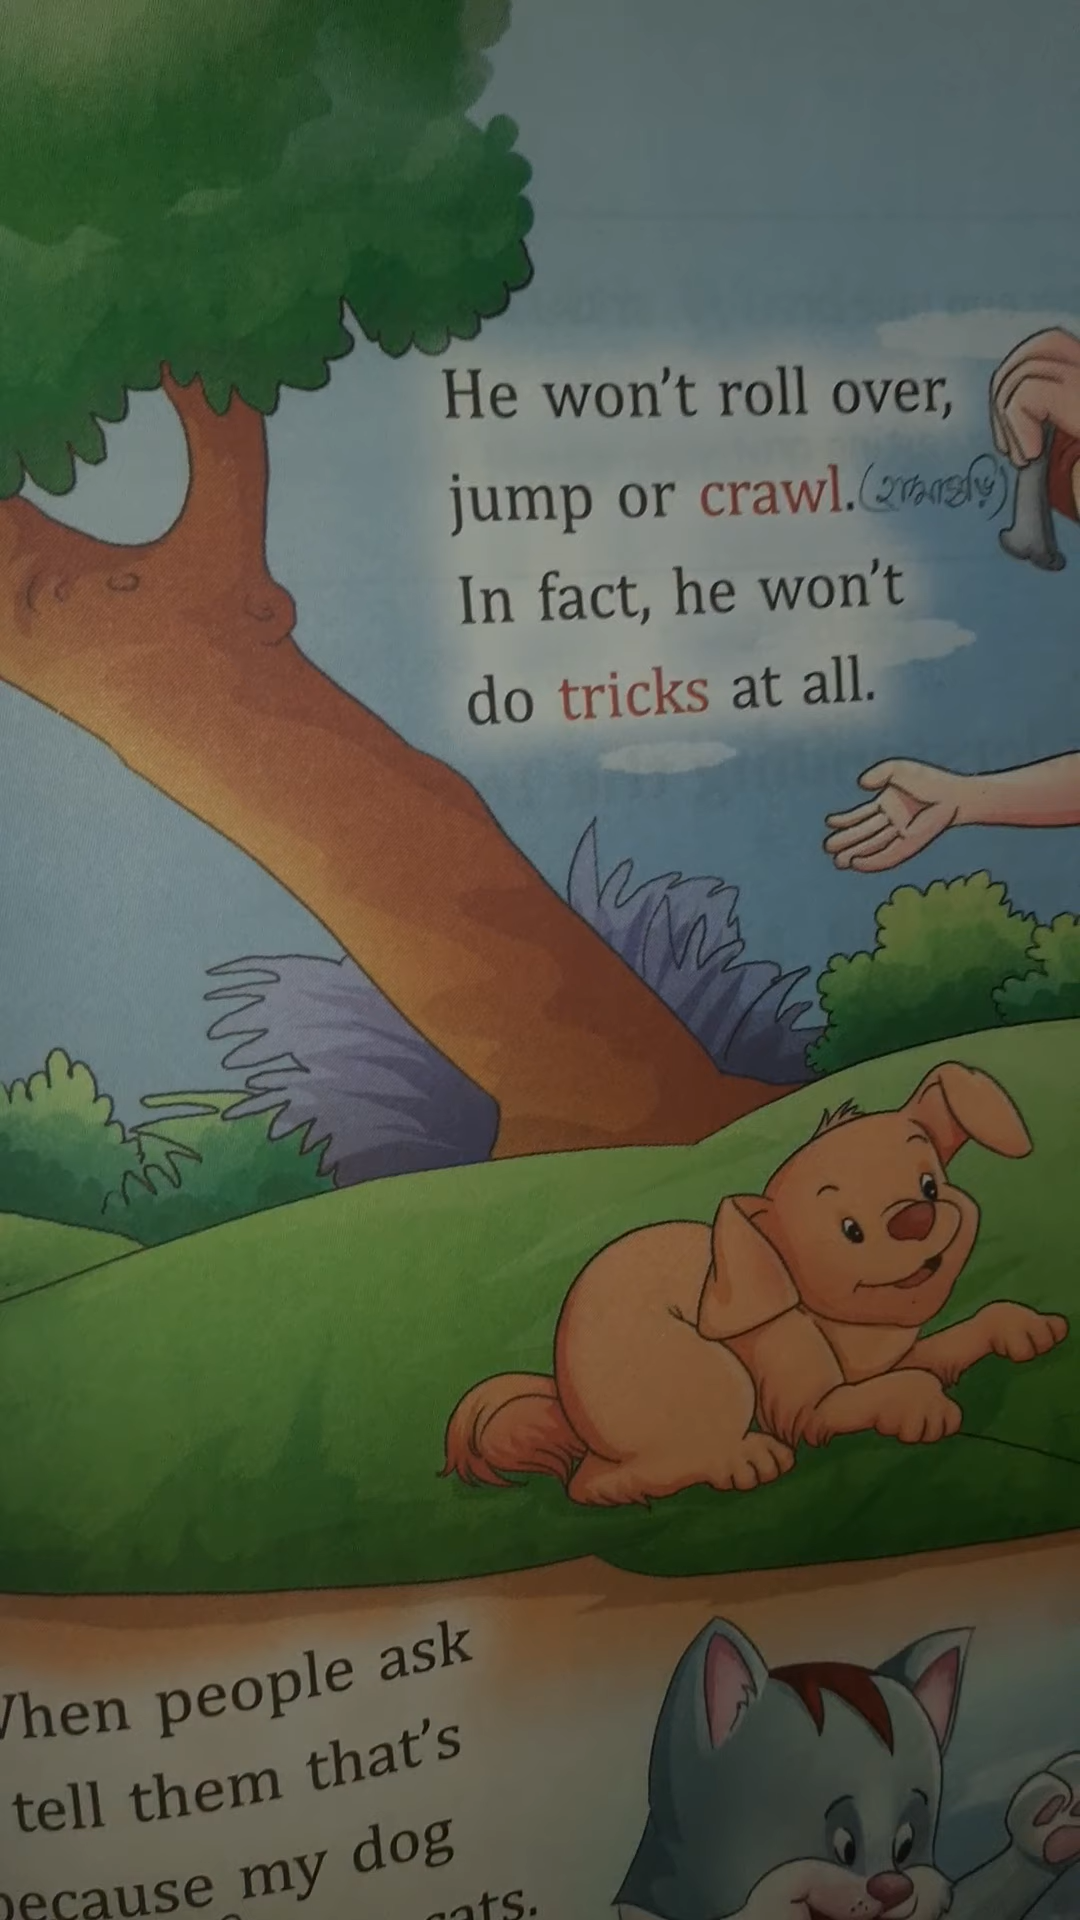 He won't roll over,
jump or crawl.
In fact, he won't
do tricks at all.
When people ask
tell them that's
because my dog
cats.